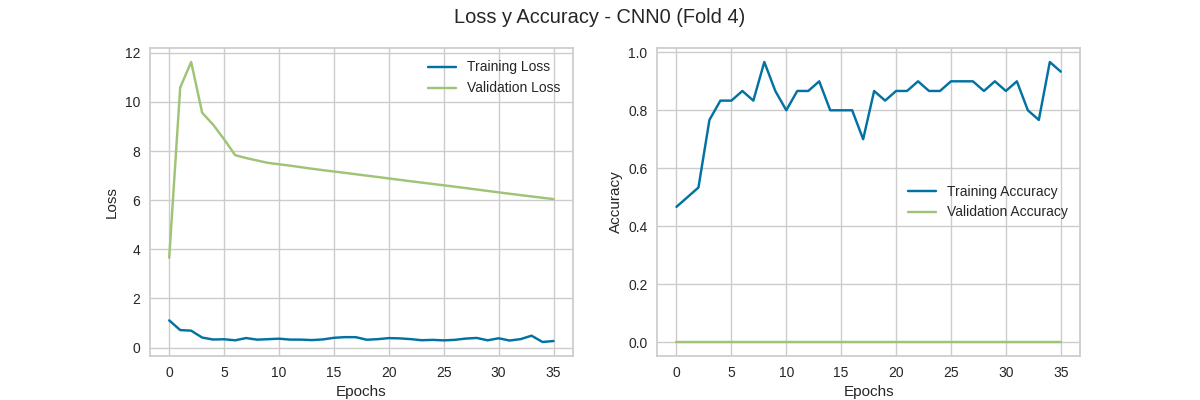 Loss y Accuracy - CNN0 (Fold 4)
12
10
8
6
4
2
0
Loss
Training Loss
Validation Loss
0 5 10 15 20 25 30 35
Epochs
1.0
0.8
0.6
0.4
0.2
0.0
Accuracy
Training Accuracy
Validation Accuracy
0 5 10 15 20 25 30 35
Epochs